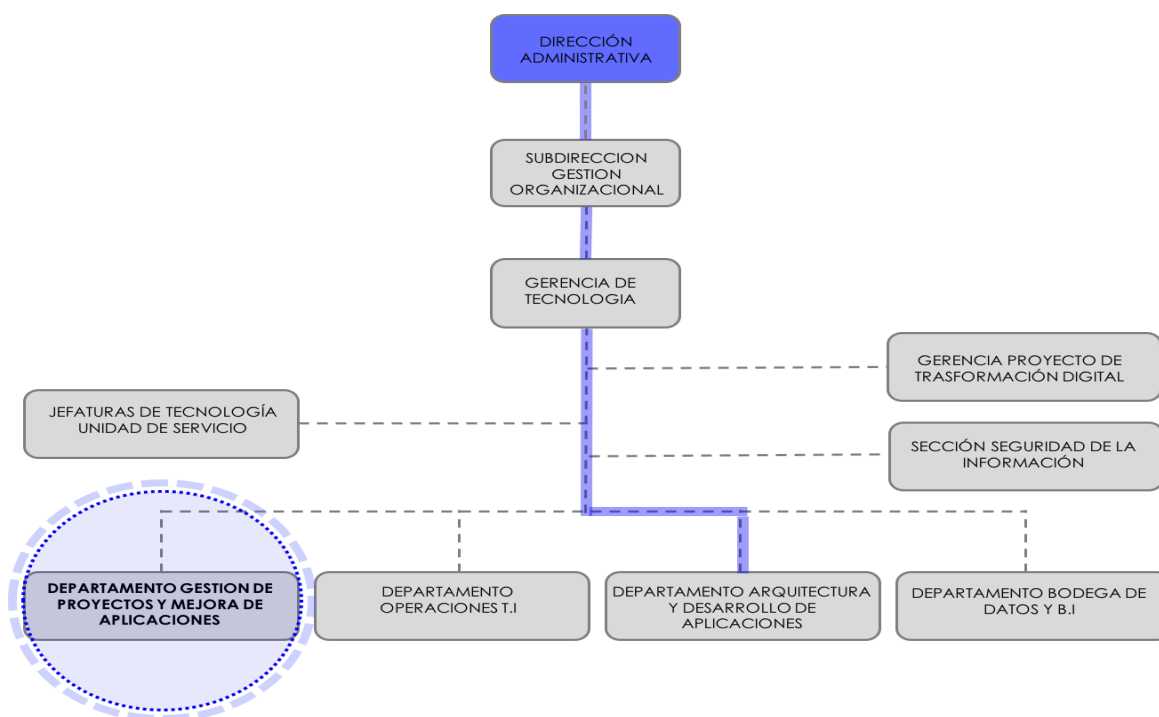 DIRECCIÓN
ADMINISTRATIVA
SUBDIRECCION
GESTION
ORGANIZACIONAL
GERENCIA DE
TECNOLOGIA
GERENCIA PROYECTO DE
TRASFORMACIÓN DIGITAL
JEFATURAS DE TECNOLOGÍA
UNIDAD DE SERVICIO
SECCIÓN SEGURIDAD DE LA
INFORMACIÓN
DEPARTAMENTO GESTION DE
PROYECTOS Y MEJORA DE
APLICACIONES
DEPARTAMENTO
OPERACIONES T.I
DEPARTAMENTO ARQUITECTURA
Y DESARROLLO DE
APLICACIONES
DEPARTAMENTO BODEGA DE
DATOS Y B.I